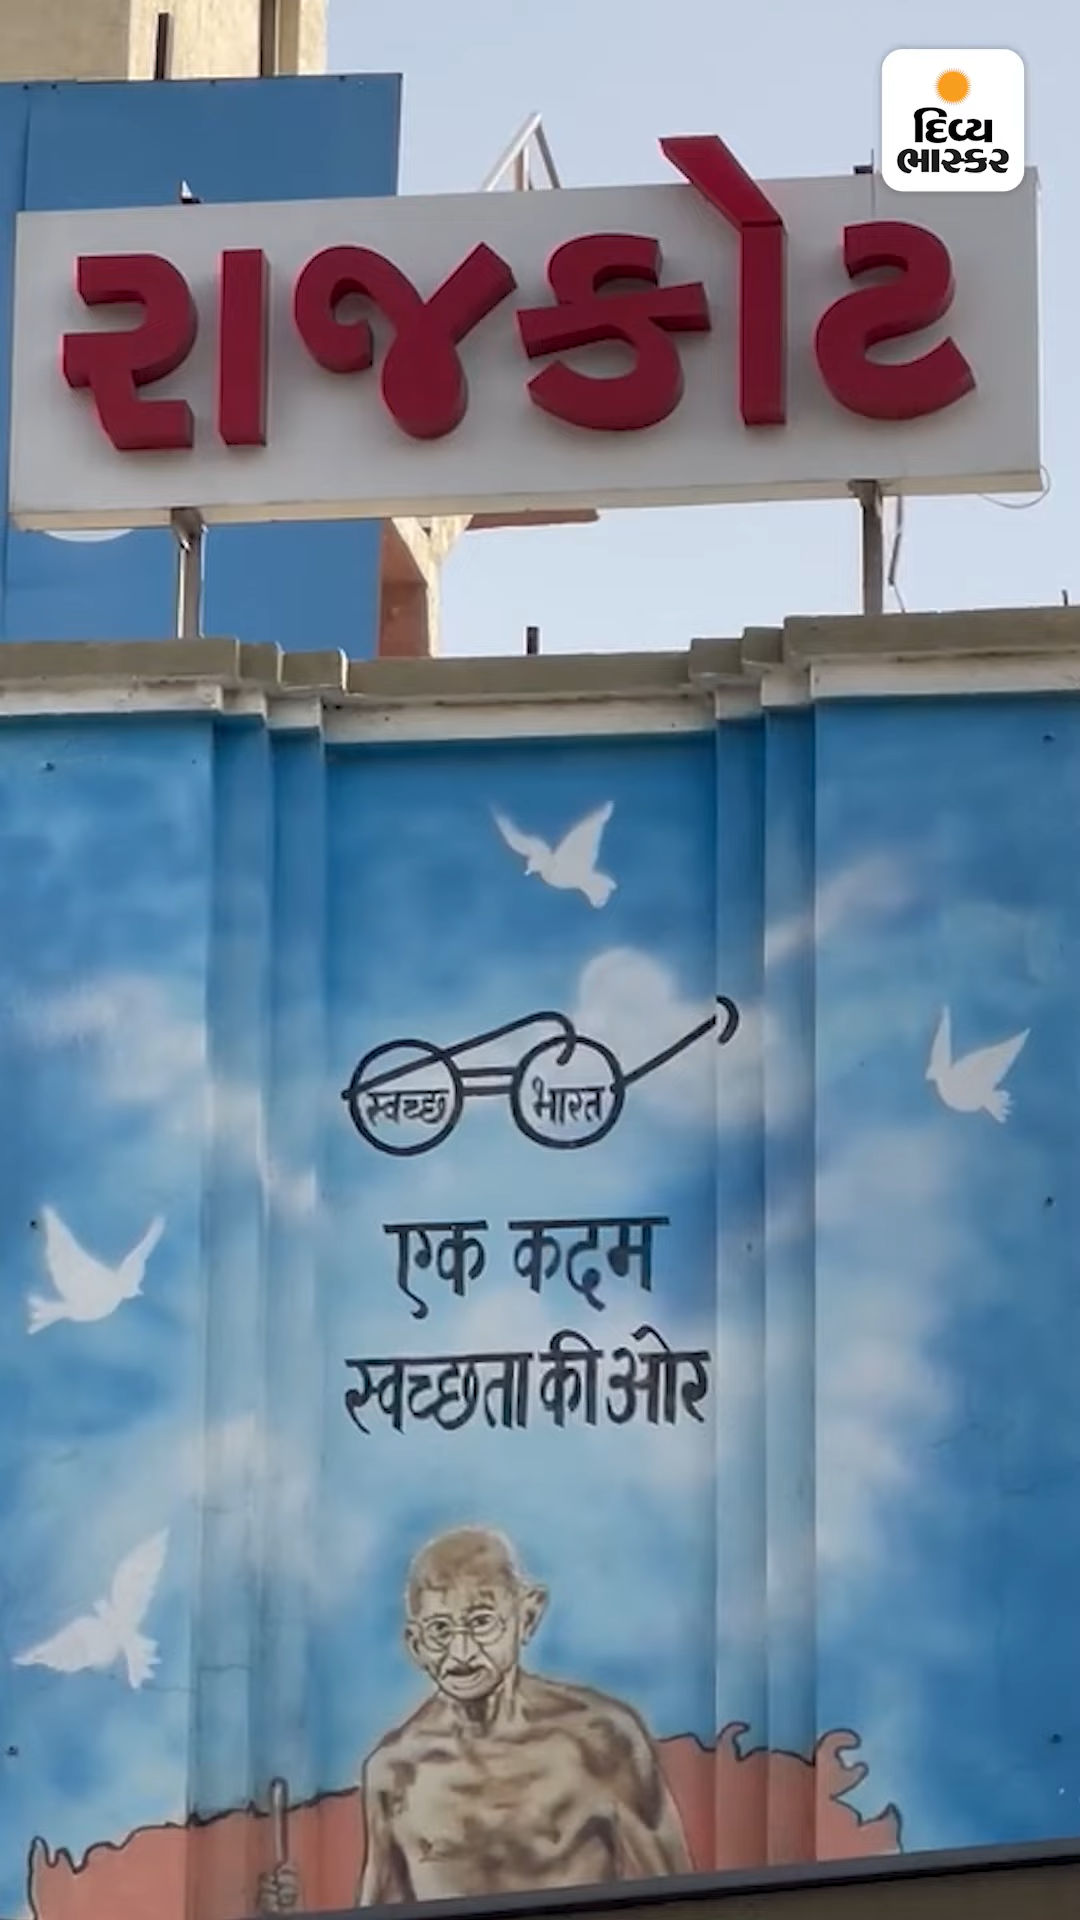 દિવ્ય
ભાસ્કર
રાજકોટ
स्वच्छ भारत
एक कदम
स्वच्छता की ओर